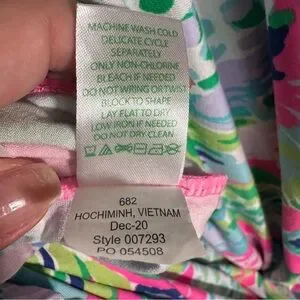 MACHINE WASH COLD
DELICATE CYCLE
SEPARATELY
ONLY NON-CHLORINE
BLEACH IF NEEDED
DO NOT WRING OR TWIST
BLOCK TO SHAPE
LAY FLAT TO DRY
LOW IRON IF NEEDED
DO NOT DRY CLEAN
682
HOCHIMINH, VIETNAM
Dec-20
Style 007293
PO 054508